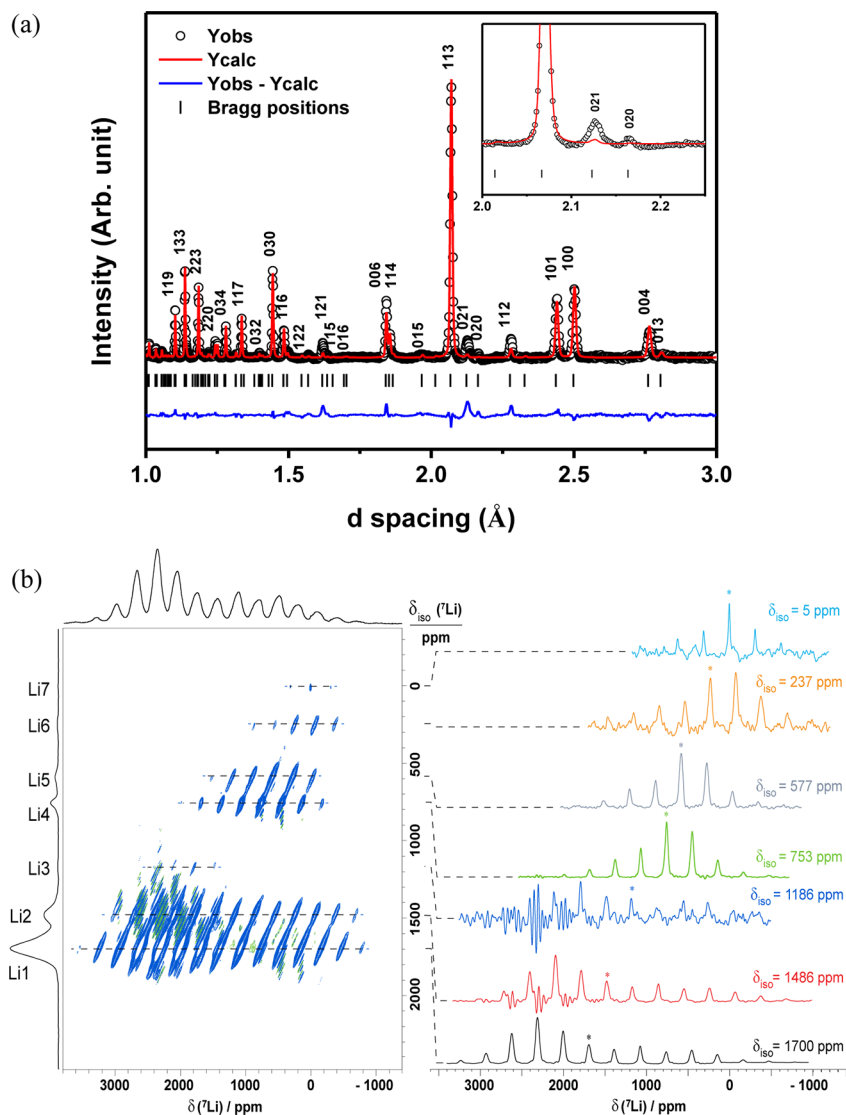 (a)
Yobs
Ycalc
Yobs - Ycalc
Bragg positions
113
021
020
2.0 2.1 2.2
Intensity (Arb. unit)
119
133
223
220
034
117
032
030
116
122
121
115
016
006
114
015
021
020
112
101
100
004
013
1.0 1.5 2.0 2.5 3.0
d spacing (Å)
(b)
δiso (7Li)
ppm
Li7
Li6
Li5
Li4
Li3
Li2
Li1
0
500
1000
1500
2000
3000 2000 1000 0 - 1000
δ(7Li) / ppm
* δiso = 5 ppm
* δiso = 237 ppm
* δiso = 577 ppm
* δiso = 753 ppm
* δiso = 1186 ppm
* δiso = 1486 ppm
* δiso = 1700 ppm
3000 2000 1000 0 - 1000
δ(7Li) / ppm